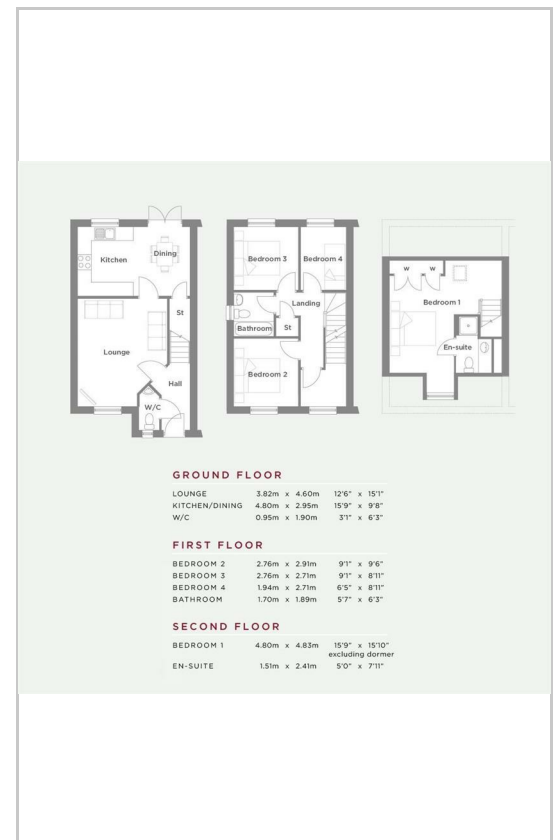 Kitchen
Dining
St
Lounge
Hall
W/C
Bedroom 3
Bedroom 4
Landing
Bathroom
St
Bedroom 2
W W
Bedroom 1
En-suite
GROUND FLOOR
LOUNGE 3.82m x 4.60m 12'6" x 15'1"
KITCHEN/DINING 4.80m x 2.95m 15'9" x 9'8"
W/C 0.95m x 1.90m 3'1" x 6'3"
FIRST FLOOR
BEDROOM 2 2.76m x 2.91m 9'1" x 9'6"
BEDROOM 3 2.76m x 2.71m 9'1" x 8'11"
BEDROOM 4 1.94m x 2.71m 6'5" x 8'11"
BATHROOM 1.70m x 1.89m 5'7" x 6'3"
SECOND FLOOR
BEDROOM 1 4.80m x 4.83m 15'9" x 15'10"
excluding dormer
EN-SUITE 1.51m x 2.41m 5'0" x 7'11"